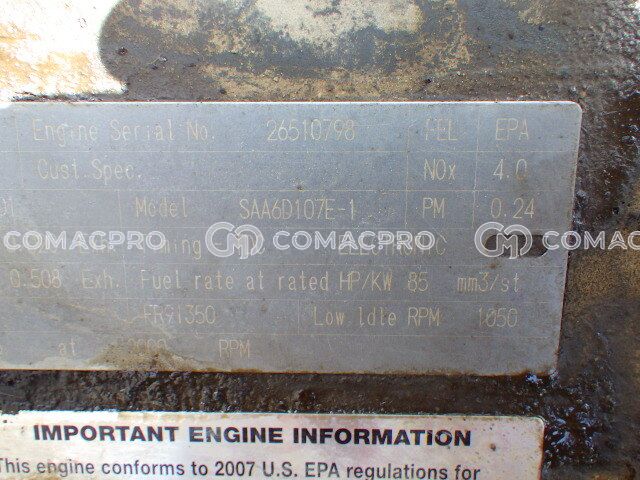 Engine Serial No. 26510798 FEL EPA
Cust.Spec. NOx 4.0
Model SAA6D107E-1 PM 0.24
COMACPRO COMACPRO
0.508 Exh. Fuel rate at rated HP/KW 85 mm3/st
FR91350 Low Idle RPM 1050
at RPM
IMPORTANT ENGINE INFORMATION
This engine conforms to 2007 U.S. EPA regulations for